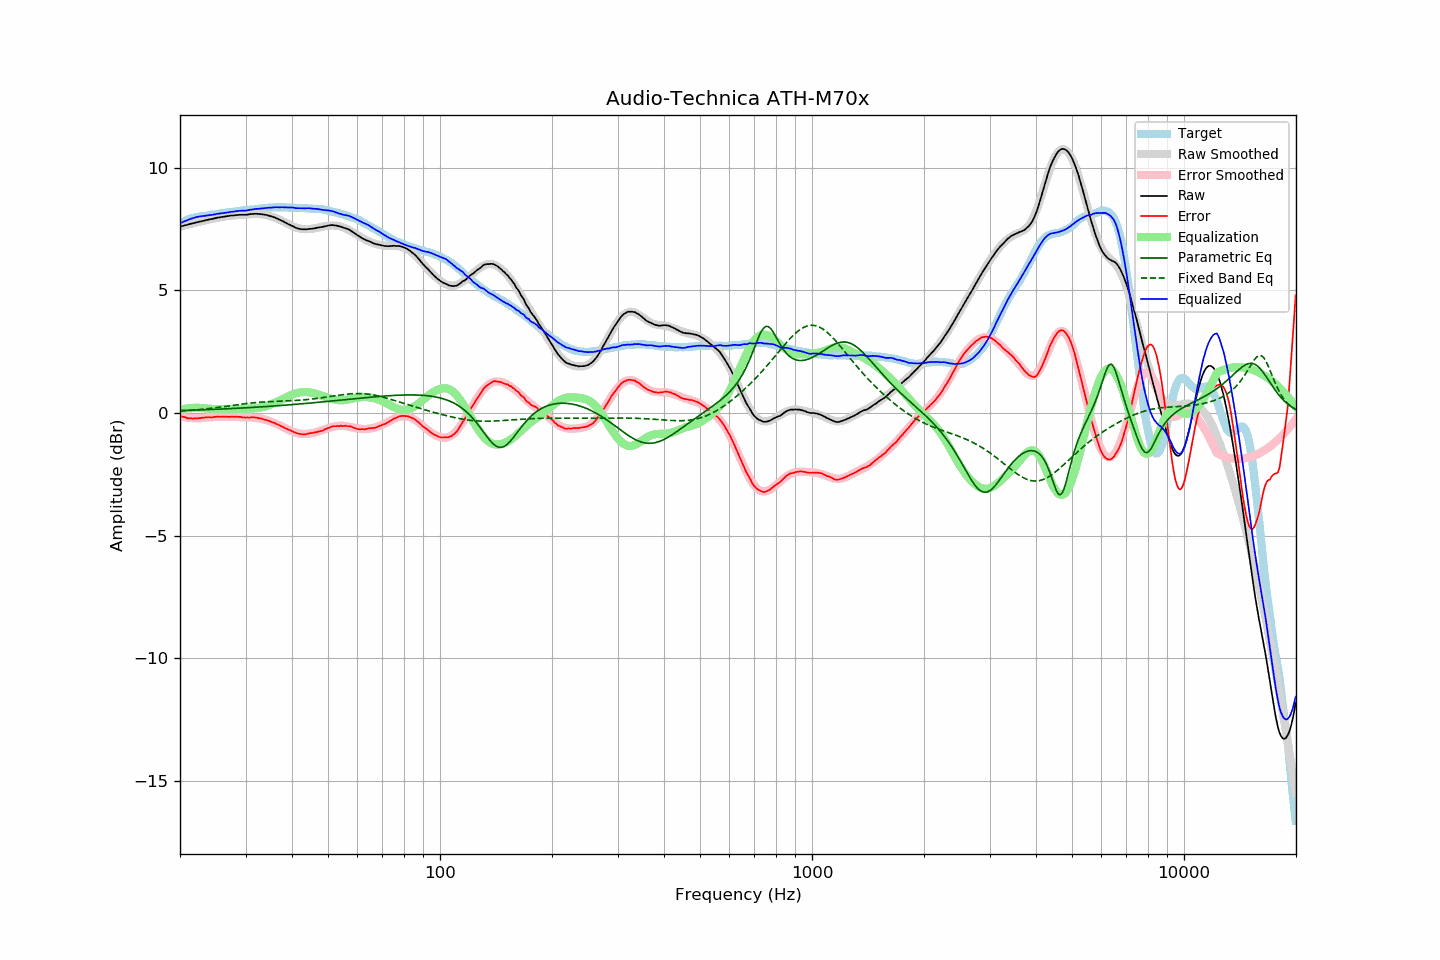 Audio-Technica ATH-M70x
Target
Raw Smoothed
Error Smoothed
Raw
Error
Equalization
Parametric Eq
Fixed Band Eq
Equalized
Amplitude (dBr)
10
5
0
−5
−10
−15
100
1000
10000
Frequency (Hz)